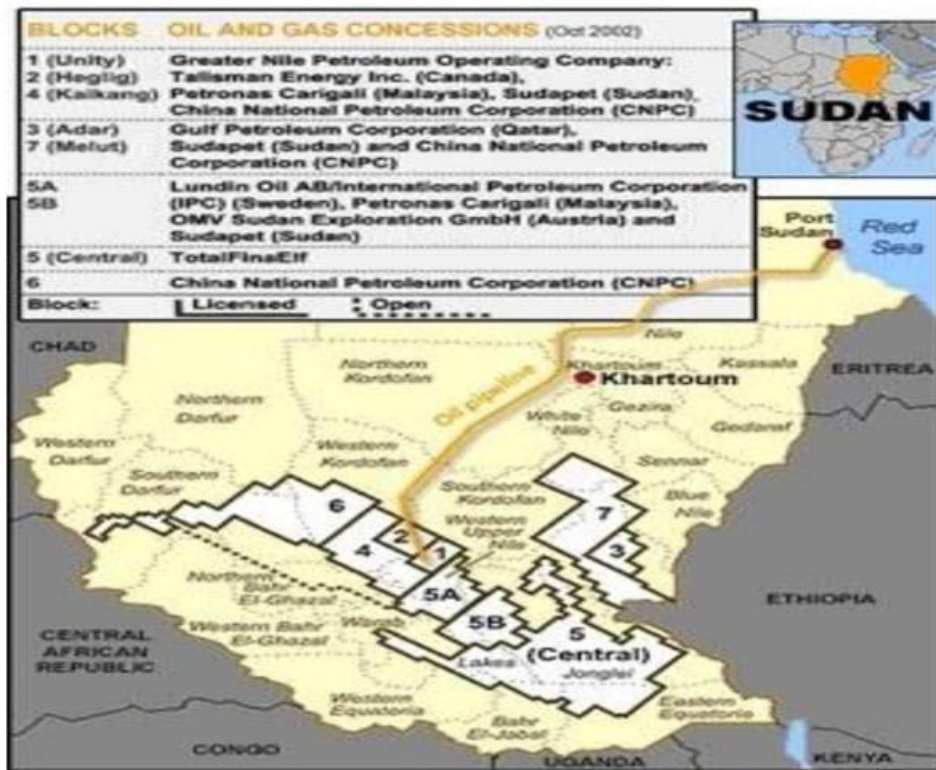 BLOCKS OIL AND GAS CONCESSIONS (Oct 2002)
1 (Unity) Greater Nile Petroleum Operating Company:
2 (Heglig) Talisman Energy Inc. (Canada),
4 (Kaikang) Petronas Carigali (Malaysia), Sudapet (Sudan)
China National Petroleum Corporation (CNPC)
3 (Adar) Gulf Petroleum Corporation (Qatar),
7 (Melut) Sudapet (Sudan) and China National Petroleum
Corporation (CNPC)
5A Lundin Oil AB/International Petroleum Corporation
5B (IPC) (Sweden), Petronas Carigali (Malaysia),
OMV Sudan Exploration GmbH (Austria) and
Sudapet (Sudan)
5 (Central) TotalFinaElf
6 China National Petroleum Corporation (CNPC)
Block: Licensed Open
SUDAN
Port
Sudan
Red
Sea
Nile
CHAD
Northern
Kordofan
Khartoum
Kassala
ERITREA
Khartoum
Oil pipeline
Northern
Darfur
White
Nile
Gezira
Gedaref
Western
Darfur
Western
Kordofan
Sennar
Southern
Darfur
Southern
Kordofan
Blue
Nile
6
7
Western
Upper
Nile
2
4
1
3
Northern
Bahr
El-Ghazal
5A
ETHIOPIA
Western Bahr
El-Ghazal
Warab
5B
5
(Central)
CENTRAL
AFRICAN
REPUBLIC
Lakes
Jonglei
Western
Equatoria
Eastern
Equatoria
Bahr
El-Jabal
CONGO
UGANDA
KENYA